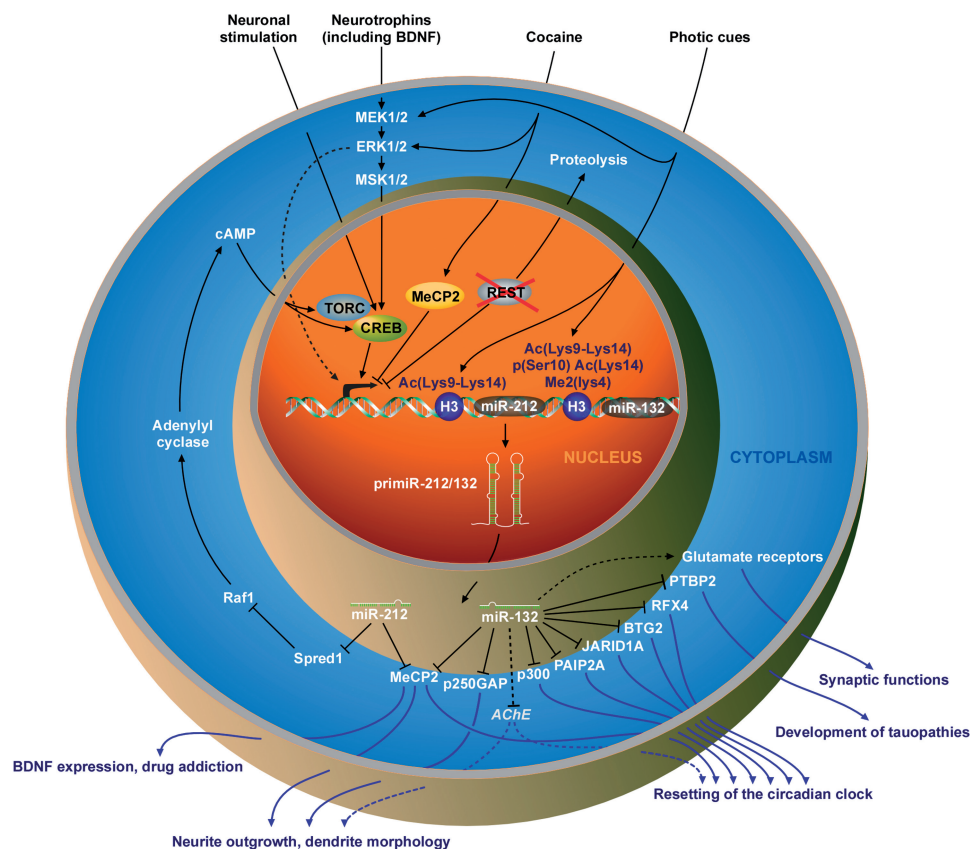 Neuronal
stimulation
Neurotrophins
(including BDNF)
Cocaine
Photic cues
MEK1/2
ERK1/2
MSK1/2
Proteolysis
cAMP
TORC
CREB
MeCP2
REST
Ac(Lys9-Lys14)
p(Ser10) Ac(Lys14)
Me2(lys4)
Ac(Lys9-Lys14)
H3
miR-212
H3
miR-132
Adenylyl
cyclase
NUCLEUS
CYTOPLASM
primiR-212/132
Glutamate receptors
PTBP2
RFX4
BTG2
JARID1A
PAIP2A
p300
Raf1
miR-212
miR-132
Spred1
MeCP2
p250GAP
AChE
Synaptic functions
Development of tauopathies
BDNF expression, drug addiction
Resetting of the circadian clock
Neurite outgrowth, dendrite morphology